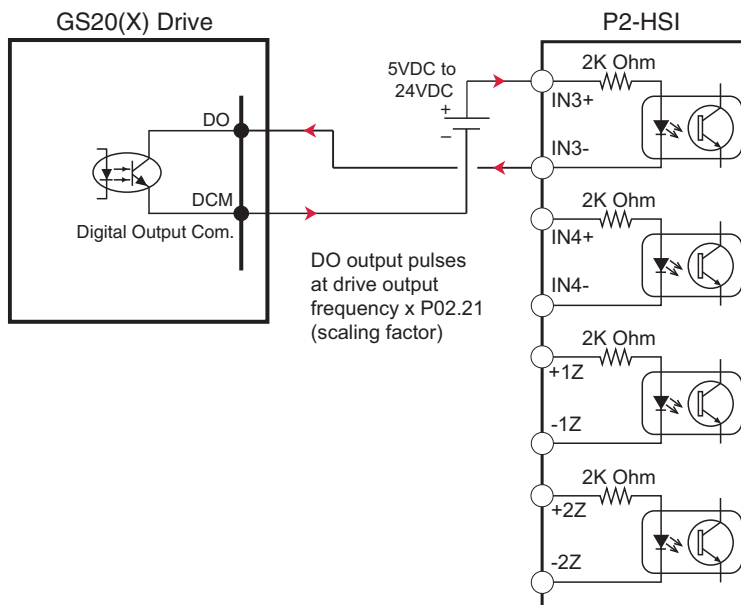 GS20(X) Drive
P2-HSI
5VDC to
24VDC
+
–
DO
DCM
Digital Output Com.
DO output pulses
at drive output
frequency x P02.21
(scaling factor)
2K Ohm
IN3+
IN3-
2K Ohm
IN4+
IN4-
2K Ohm
+1Z
-1Z
2K Ohm
+2Z
-2Z